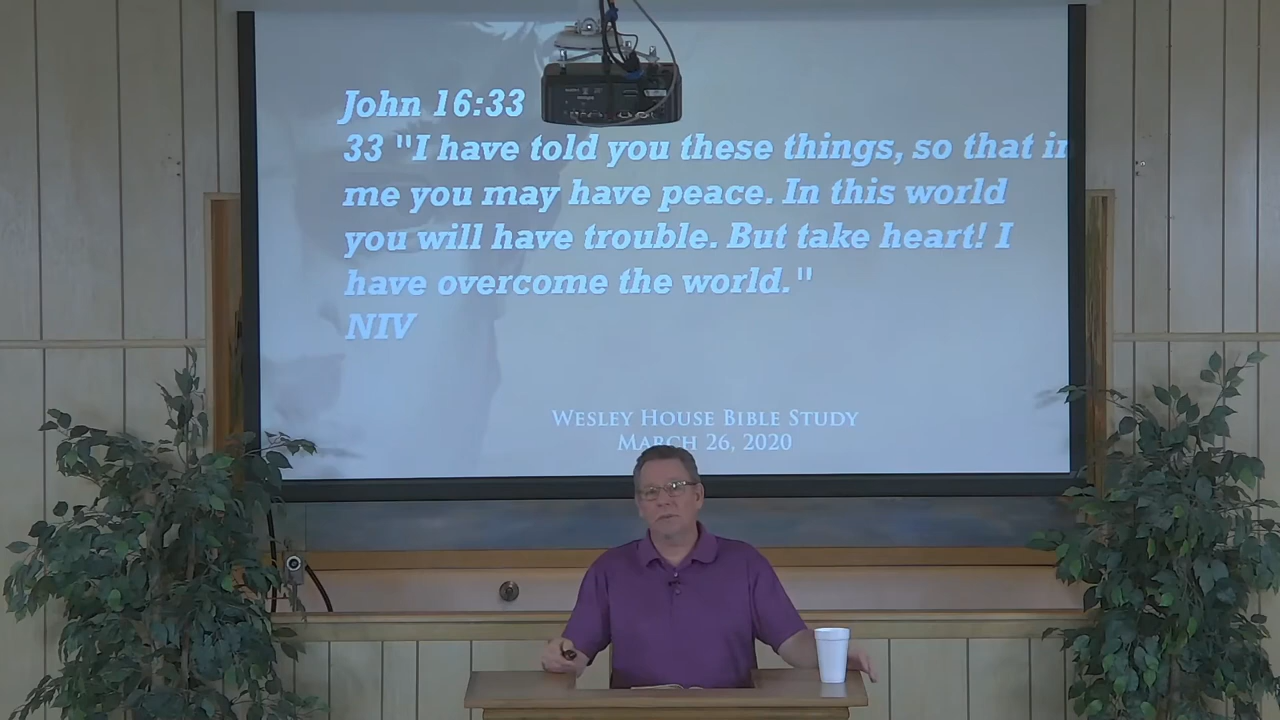 John 16:33
33 "I have told you these things, so that in
me you may have peace. In this world
you will have trouble. But take heart! I
have overcome the world."
NIV
Wesley House Bible Study
March 26, 2020